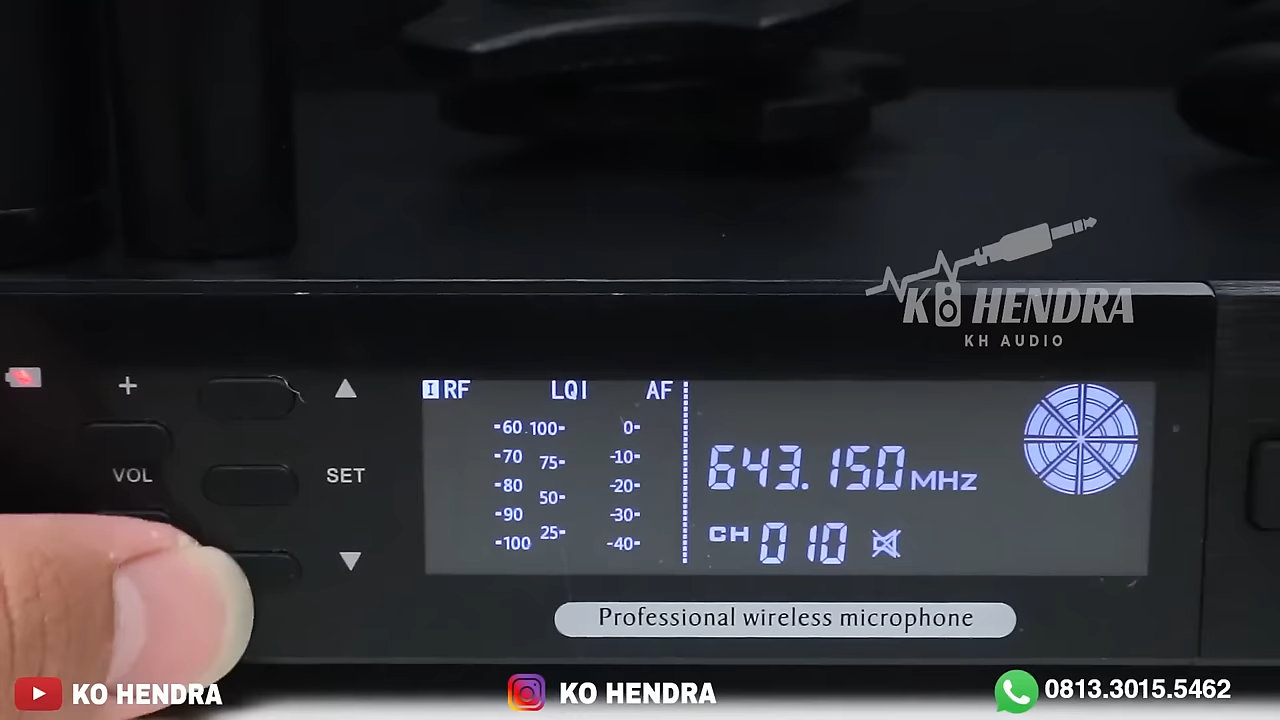 KO HENDRA
KH AUDIO
+
VOL
SET
I RF LQI AF
-60 100- 0-
-70 75- -10-
-80 50- -20-
-90 25- -30-
-100 -40-
643.150 MHz
CH 010
Professional wireless microphone
KO HENDRA
KO HENDRA
0813.3015.5462